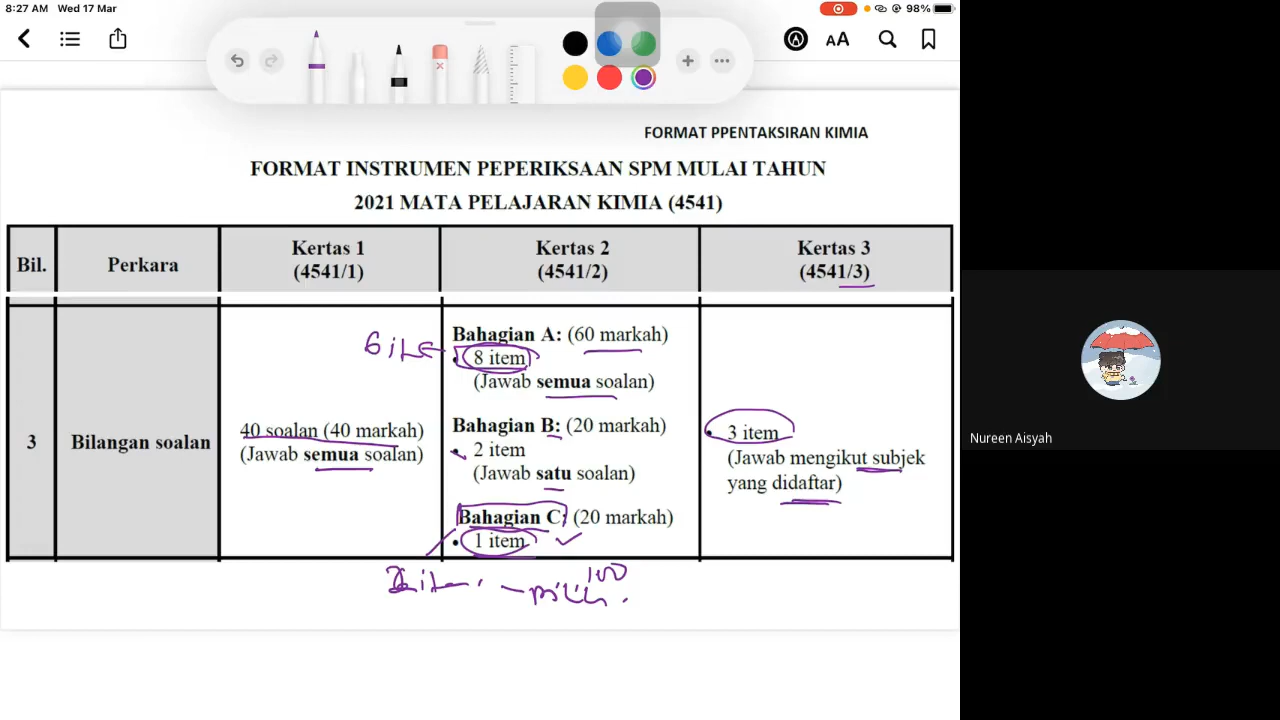 8:27 AM Wed 17 Mar
98%
AA
FORMAT PPENTAKSIRAN KIMIA
FORMAT INSTRUMEN PEPERIKSAAN SPM MULAI TAHUN
2021 MATA PELAJARAN KIMIA (4541)
Bil.
Perkara
Kertas 1
(4541/1)
Kertas 2
(4541/2)
Kertas 3
(4541/3)
3
Bilangan soalan
40 soalan (40 markah)
(Jawab semua soalan)
6 item
Bahagian A: (60 markah)
• 8 item
(Jawab semua soalan)
Bahagian B: (20 markah)
• 2 item
(Jawab satu soalan)
Bahagian C: (20 markah)
• 1 item
• 3 item
(Jawab mengikut subjek
yang didaftar)
100
pilih.
Nureen Aisyah